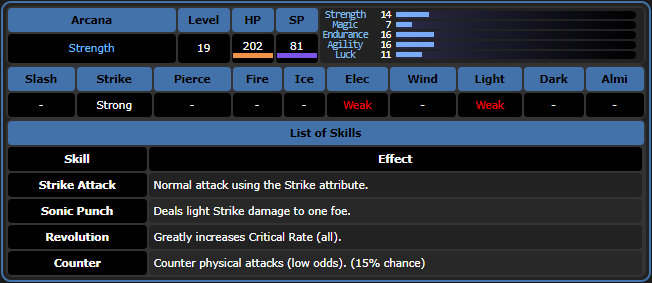 Arcana Level HP SP
Strength 19 202 81
Strength 14
Magic 7
Endurance 16
Agility 16
Luck 11
Slash Strike Pierce Fire Ice Elec Wind Light Dark Almi
- Strong - - - Weak - Weak - -
List of Skills
Skill Effect
Strike Attack Normal attack using the Strike attribute.
Sonic Punch Deals light Strike damage to one foe.
Revolution Greatly increases Critical Rate (all).
Counter Counter physical attacks (low odds). (15% chance)